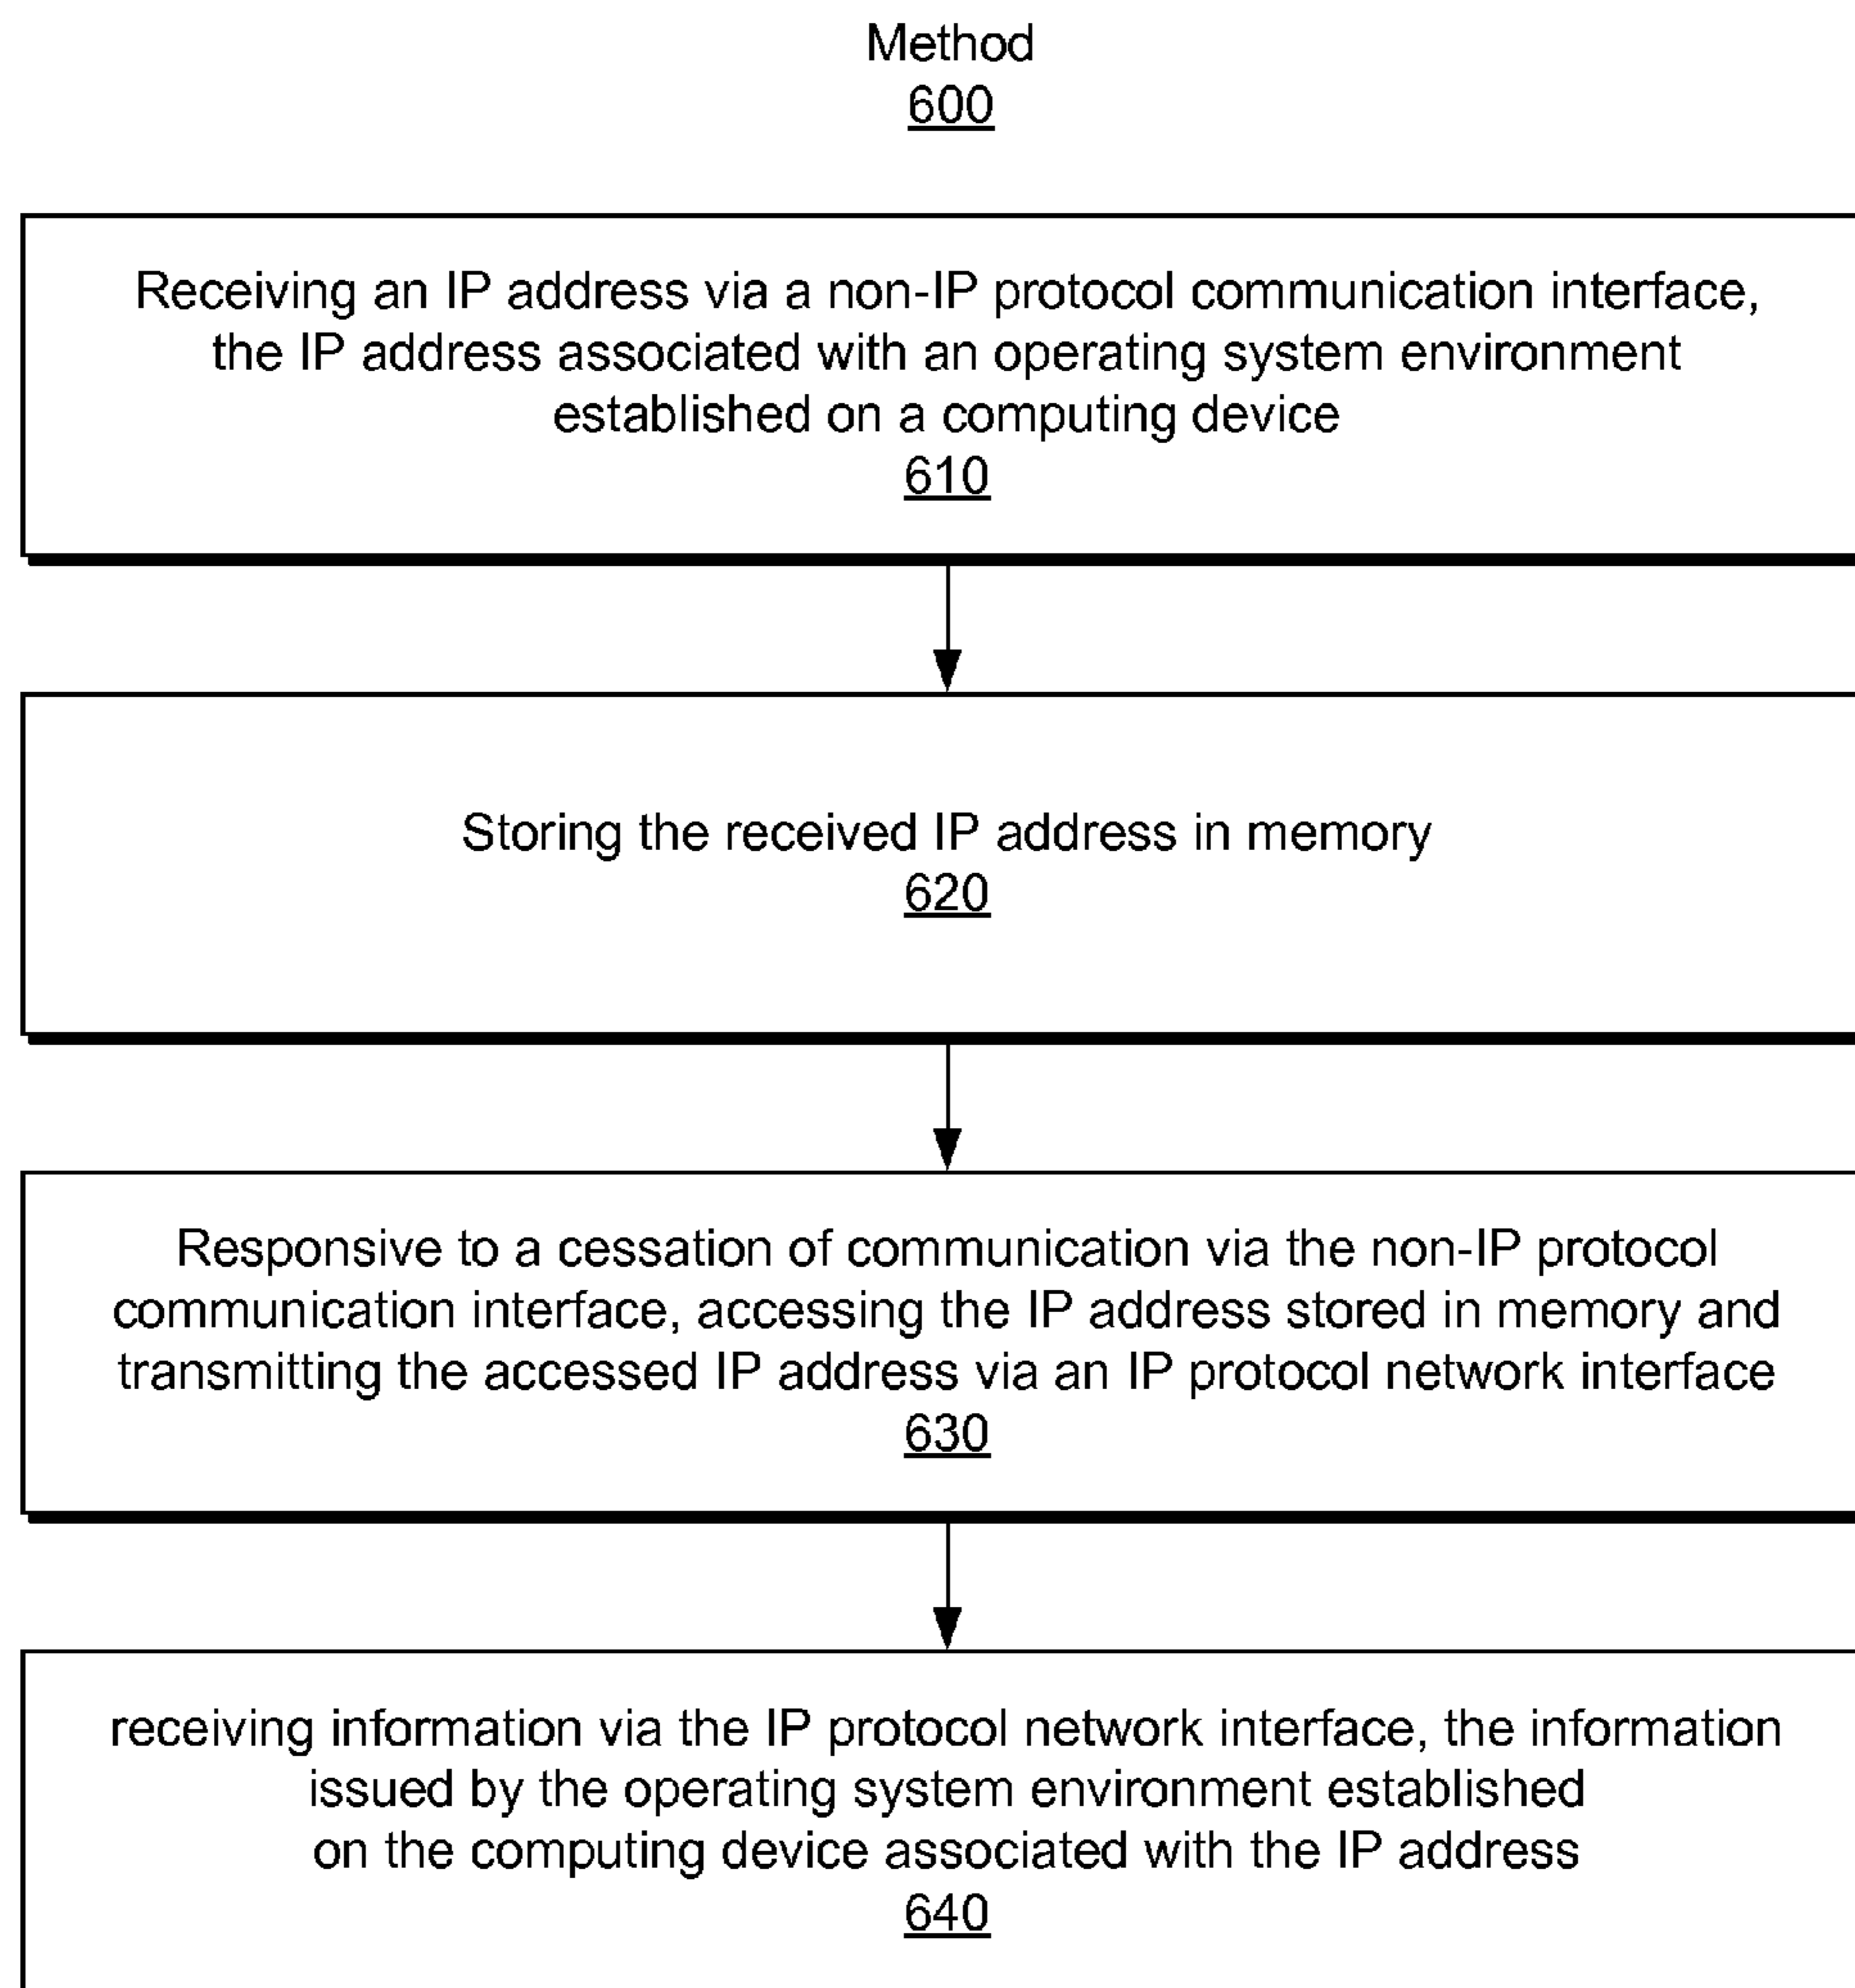 Method
600
Receiving an IP address via a non-IP protocol communication interface,
the IP address associated with an operating system environment
established on a computing device
610
Storing the received IP address in memory
620
Responsive to a cessation of communication via the non-IP protocol
communication interface, accessing the IP address stored in memory and
transmitting the accessed IP address via an IP protocol network interface
630
receiving information via the IP protocol network interface, the information
issued by the operating system environment established
on the computing device associated with the IP address
640